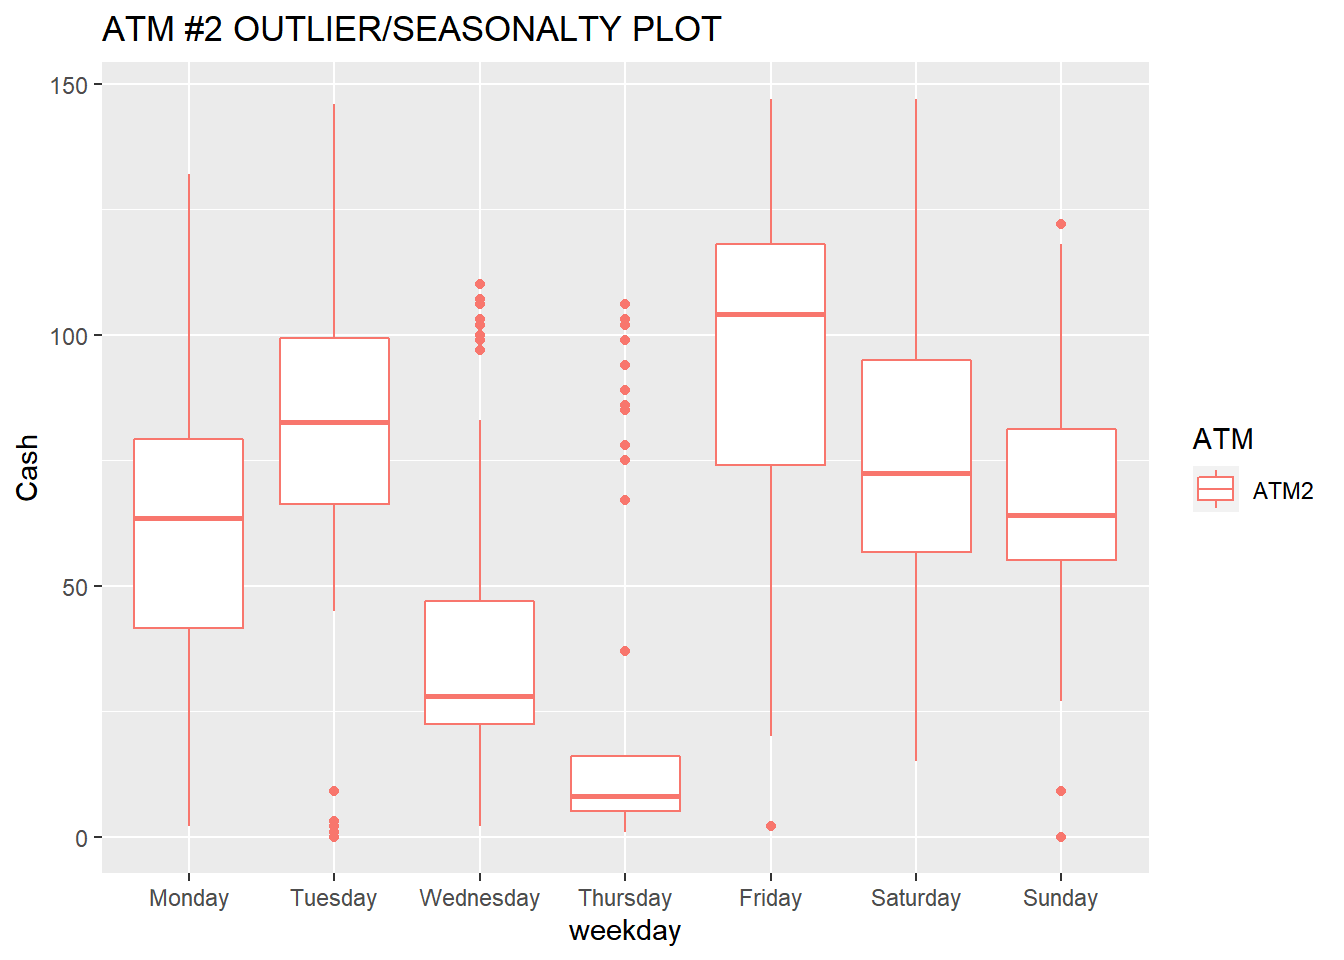 ATM #2 OUTLIER/SEASONALTY PLOT
150
100
50
0
Cash
Monday Tuesday Wednesday Thursday Friday Saturday Sunday
weekday
ATM
ATM2